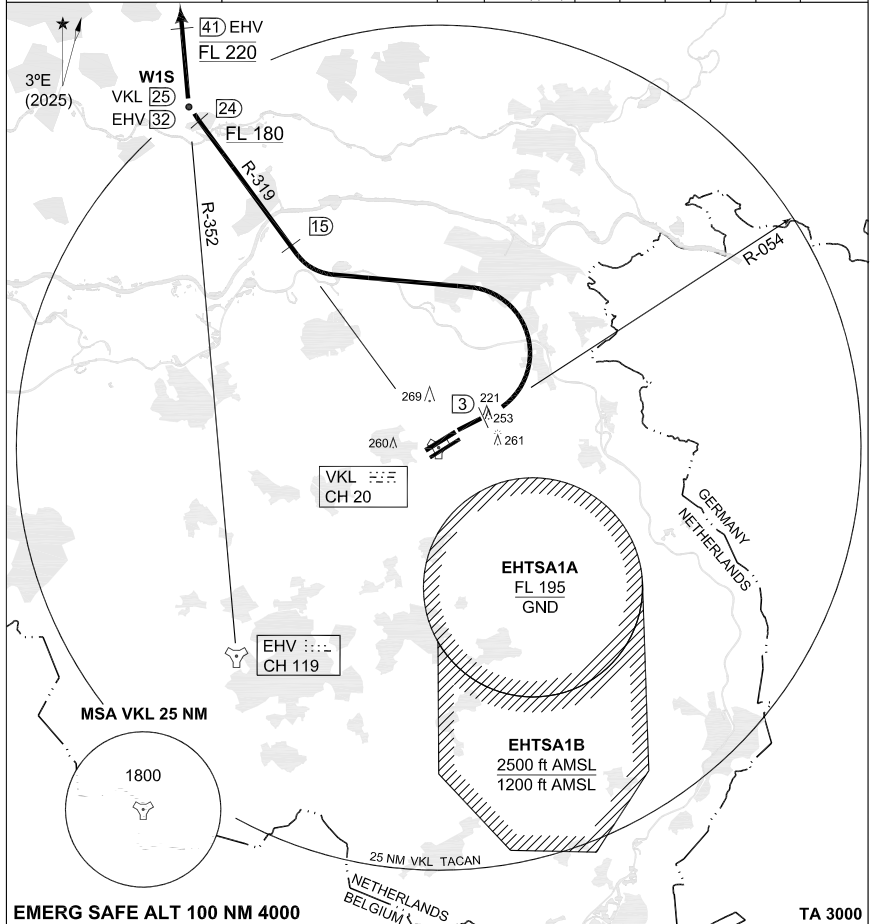 41 EHV
FL 220
3ºE
(2025)
W1S
VKL 25
EHV 32
24
FL 180
R-319
R-352
15
R-054
269
3
221
253
260
261
VKL
CH 20
GERMANY
NETHERLANDS
EHTSA1A
FL 195
GND
EHV
CH 119
MSA VKL 25 NM
1800
EHTSA1B
2500 ft AMSL
1200 ft AMSL
25 NM VKL TACAN
NETHERLANDS
BELGIUM
EMERG SAFE ALT 100 NM 4000
TA 3000